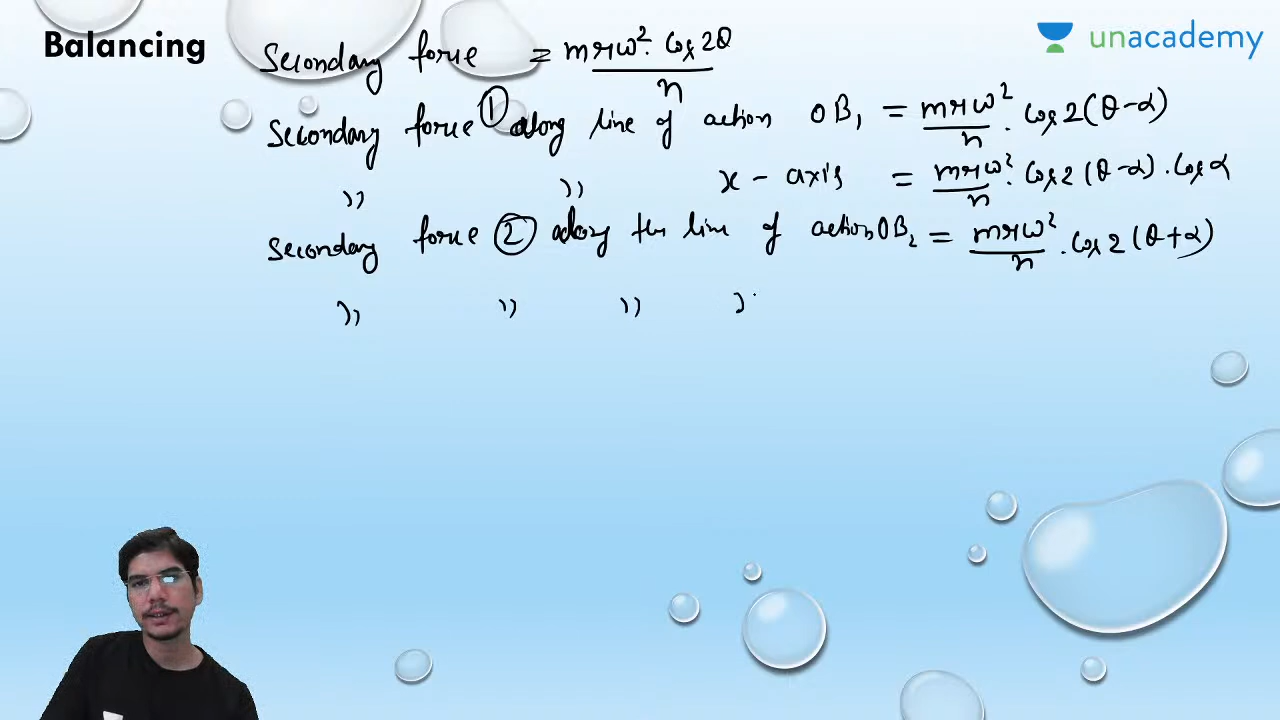 Balancing
unacademy
Secondary force = mrω². cos2θ / n
Secondary force ① along line of action OB₁ = mrω²/n . cos2(θ-α)
,, ,, x-axis = mrω²/n . cos2(θ-α).cosα
Secondary force ② along the line of action OB₂ = mrω²/n . cos2(θ+α)
,, ,, ,,